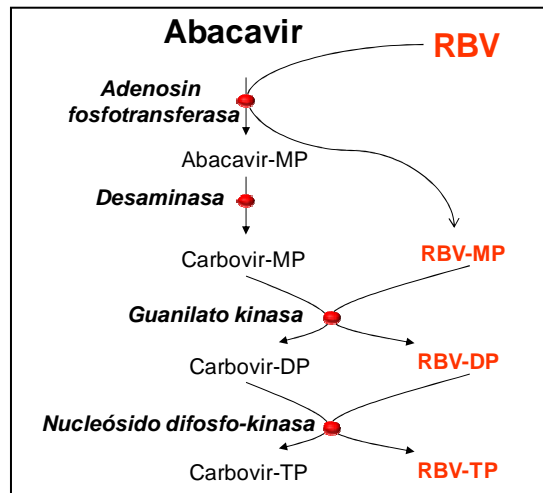 Abacavir
RBV
Adenosin
fosfotransferasa
Abacavir-MP
Desaminasa
Carbovir-MP
RBV-MP
Guanilato kinasa
Carbovir-DP
RBV-DP
Nucleósido difosfo-kinasa
Carbovir-TP
RBV-TP